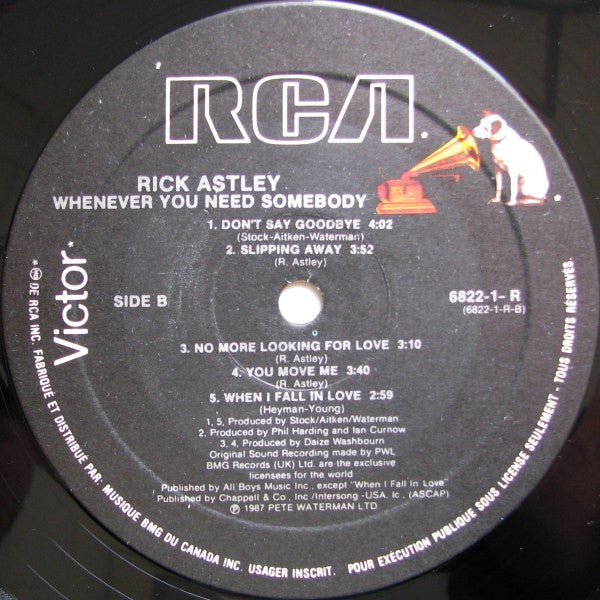 RCA
RICK ASTLEY
WHENEVER YOU NEED SOMEBODY
1. DON'T SAY GOODBYE 4:02
(Stock-Aitken-Waterman)
2. SLIPPING AWAY 3:52
(R. Astley)
Victor
SIDE B
6822-1-R
(6822-1-R-B)
3. NO MORE LOOKING FOR LOVE 3:10
(R. Astley)
4. YOU MOVE ME 3:40
(R. Astley)
5. WHEN I FALL IN LOVE 2:59
(Heyman-Young)
1, 5, Produced by Stock/Aitken/Waterman
2, Produced by Phil Harding and Ian Curnow
3, 4, Produced by Daize Washbourn
Original Sound Recording made by PWL
BMG Records (UK) Ltd. are the exclusive
licensees for the world
Published by All Boys Music Inc., except "When I Fall In Love"
Published by Chappell & Co., Inc./Intersong -USA, Ic, (ASCAP)
Ⓟ 1987 PETE WATERMAN LTD
* DE RCA INC. FABRIQUÉ ET DISTRIBUÉ PAR: MUSIQUE BMG DU CANADA INC. USAGER INSCRIT. POUR EXÉCUTION PUBLIQUE SOUS LICENSE SEULEMENT - TOUS DROITS RÉSERVÉS.